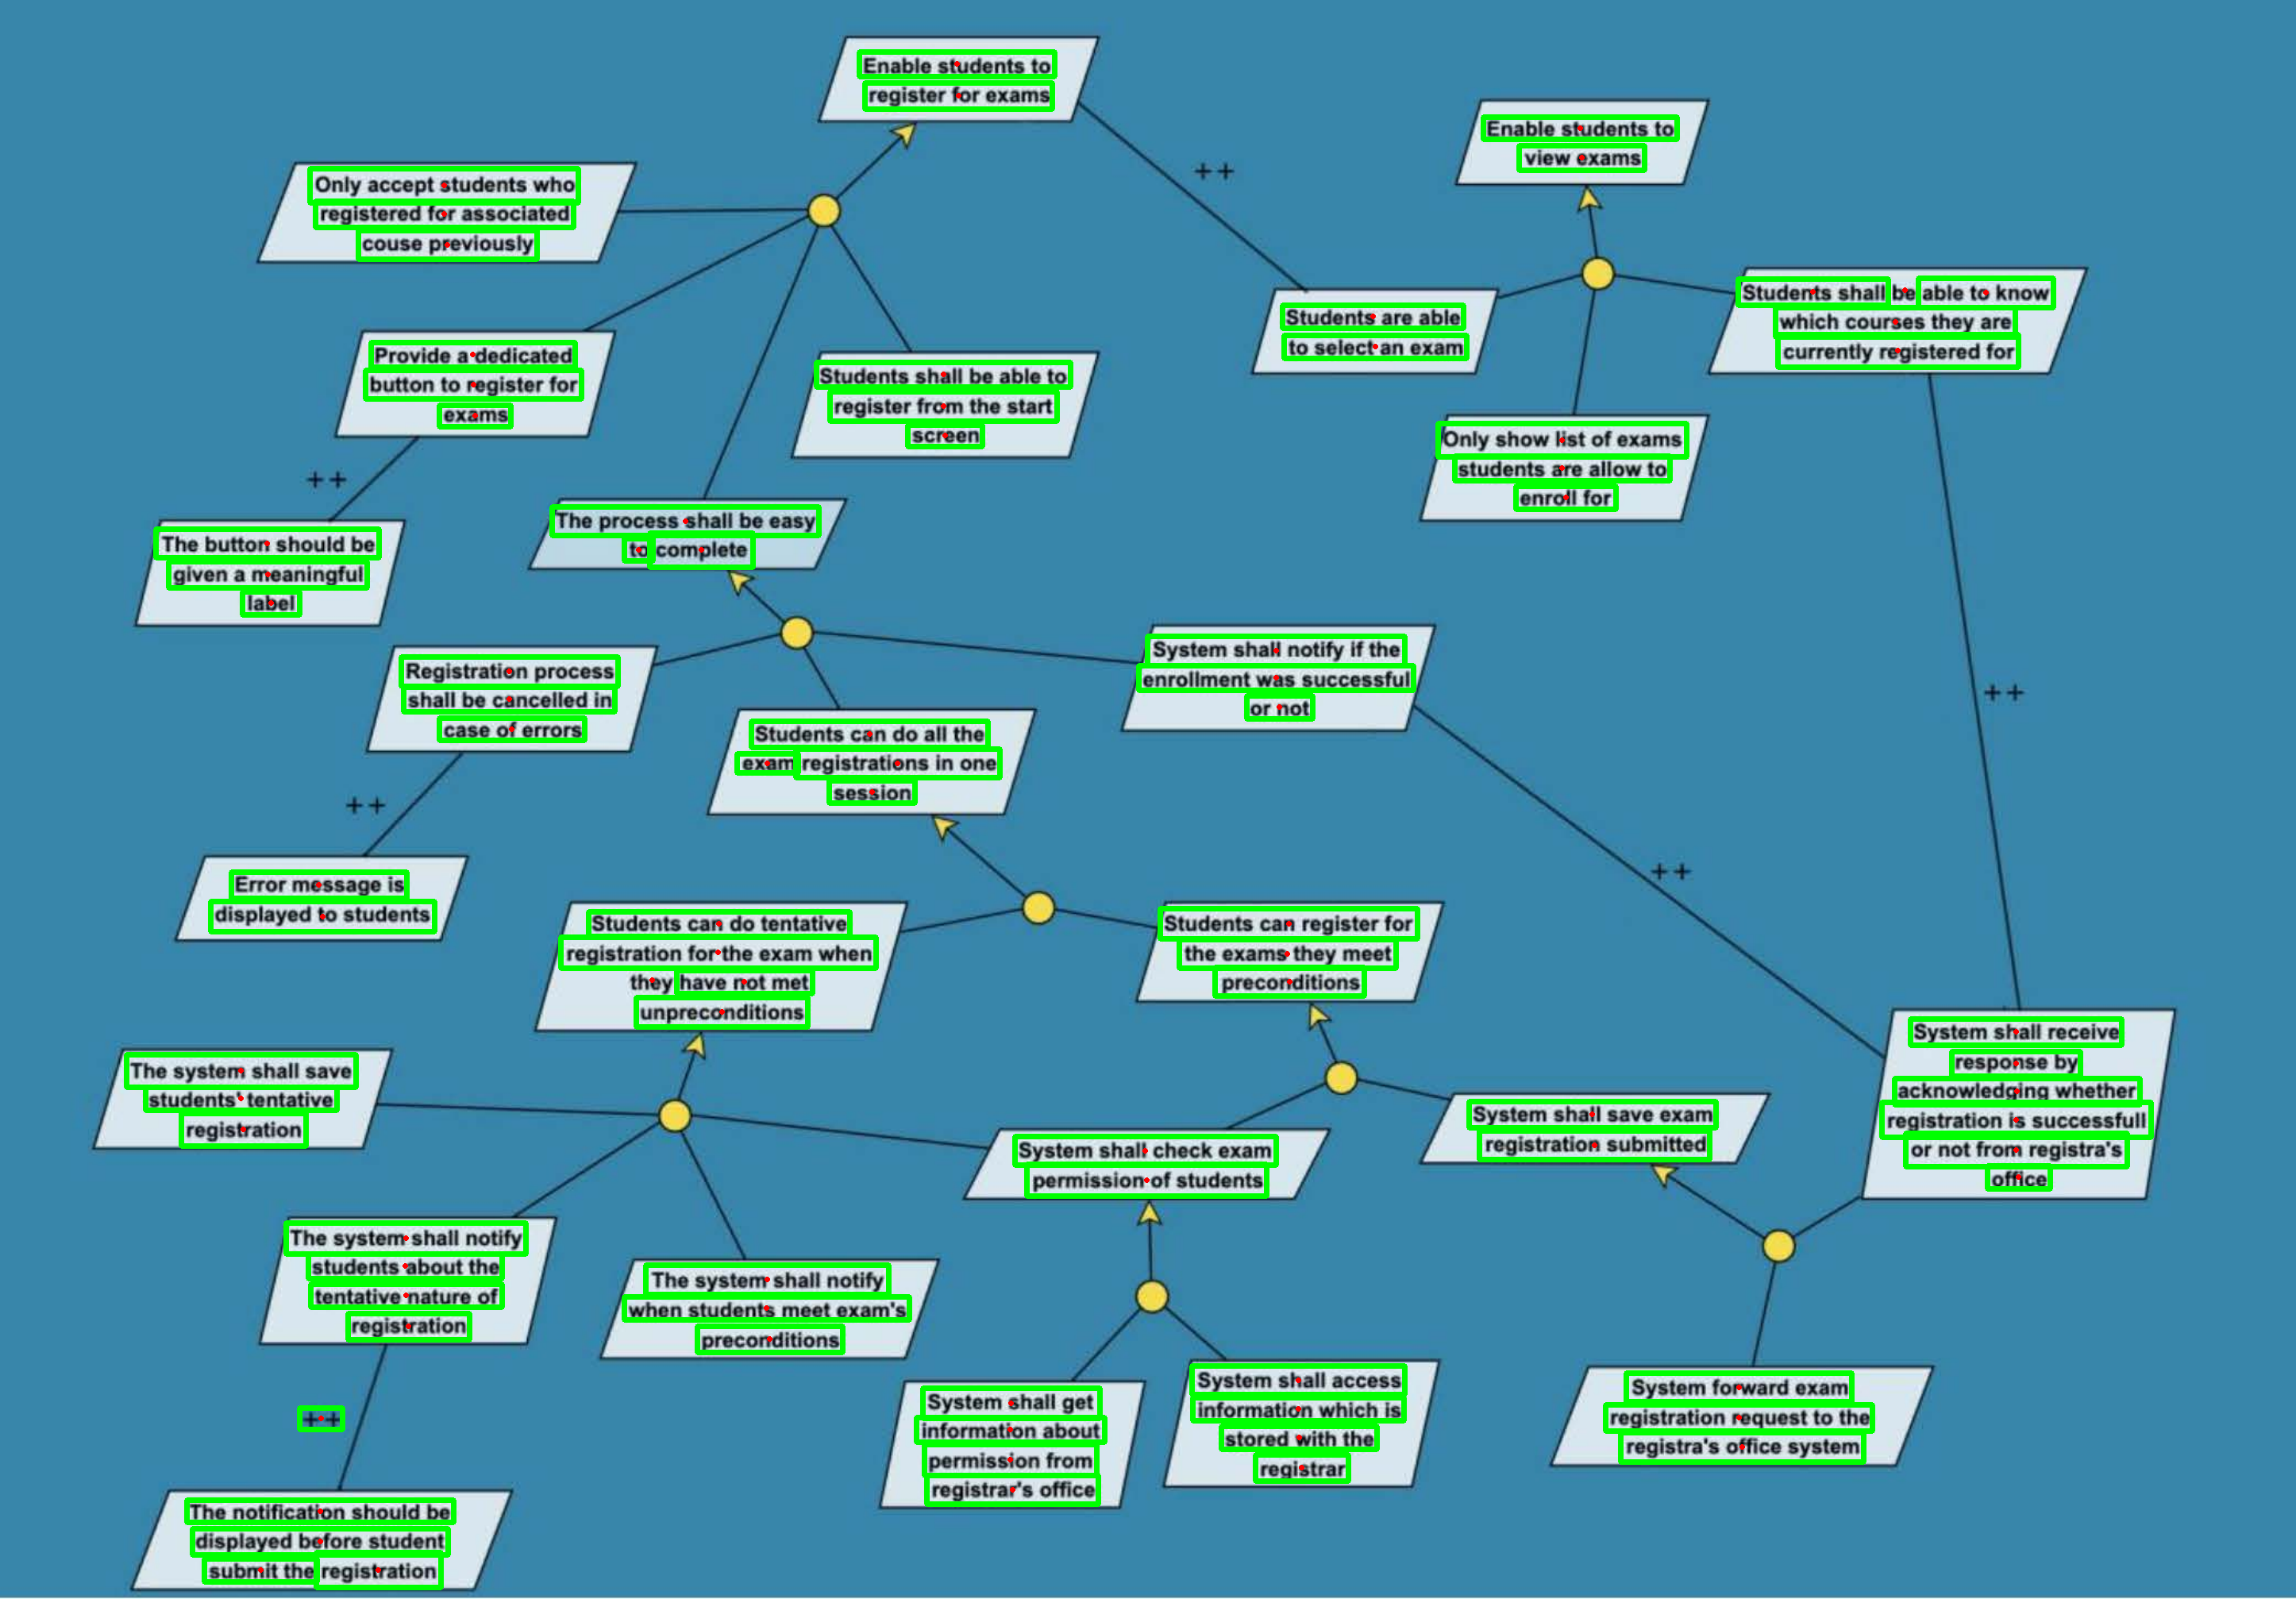 Enable students to
register for exams
Enable students to
view exams
++
Only accept students who
registered for associated
couse previously
Students shall be able to know
which courses they are
currently registered for
Students are able
to select an exam
Provide a dedicated
button to register for
exams
Students shall be able to
register from the start
screen
Only show list of exams
students are allow to
enroll for
++
The process shall be easy
to complete
The button should be
given a meaningful
label
System shall notify if the
enrollment was successful
or not
Registration process
shall be cancelled in
case of errors
++
Students can do all the
exam registrations in one
session
++
++
Error message is
displayed to students
Students can do tentative
registration for the exam when
they have not met
unpreconditions
Students can register for
the exams they meet
preconditions
System shall receive
response by
acknowledging whether
registration is successfull
or not from registra's
office
The system shall save
students' tentative
registration
System shall save exam
registration submitted
System shall check exam
permission of students
The system shall notify
students about the
tentative nature of
registration
The system shall notify
when students meet exam's
preconditions
System shall get
information about
permission from
registrar's office
System shall access
information which is
stored with the
registrar
System forward exam
registration request to the
registra's office system
++
The notification should be
displayed before student
submit the registration